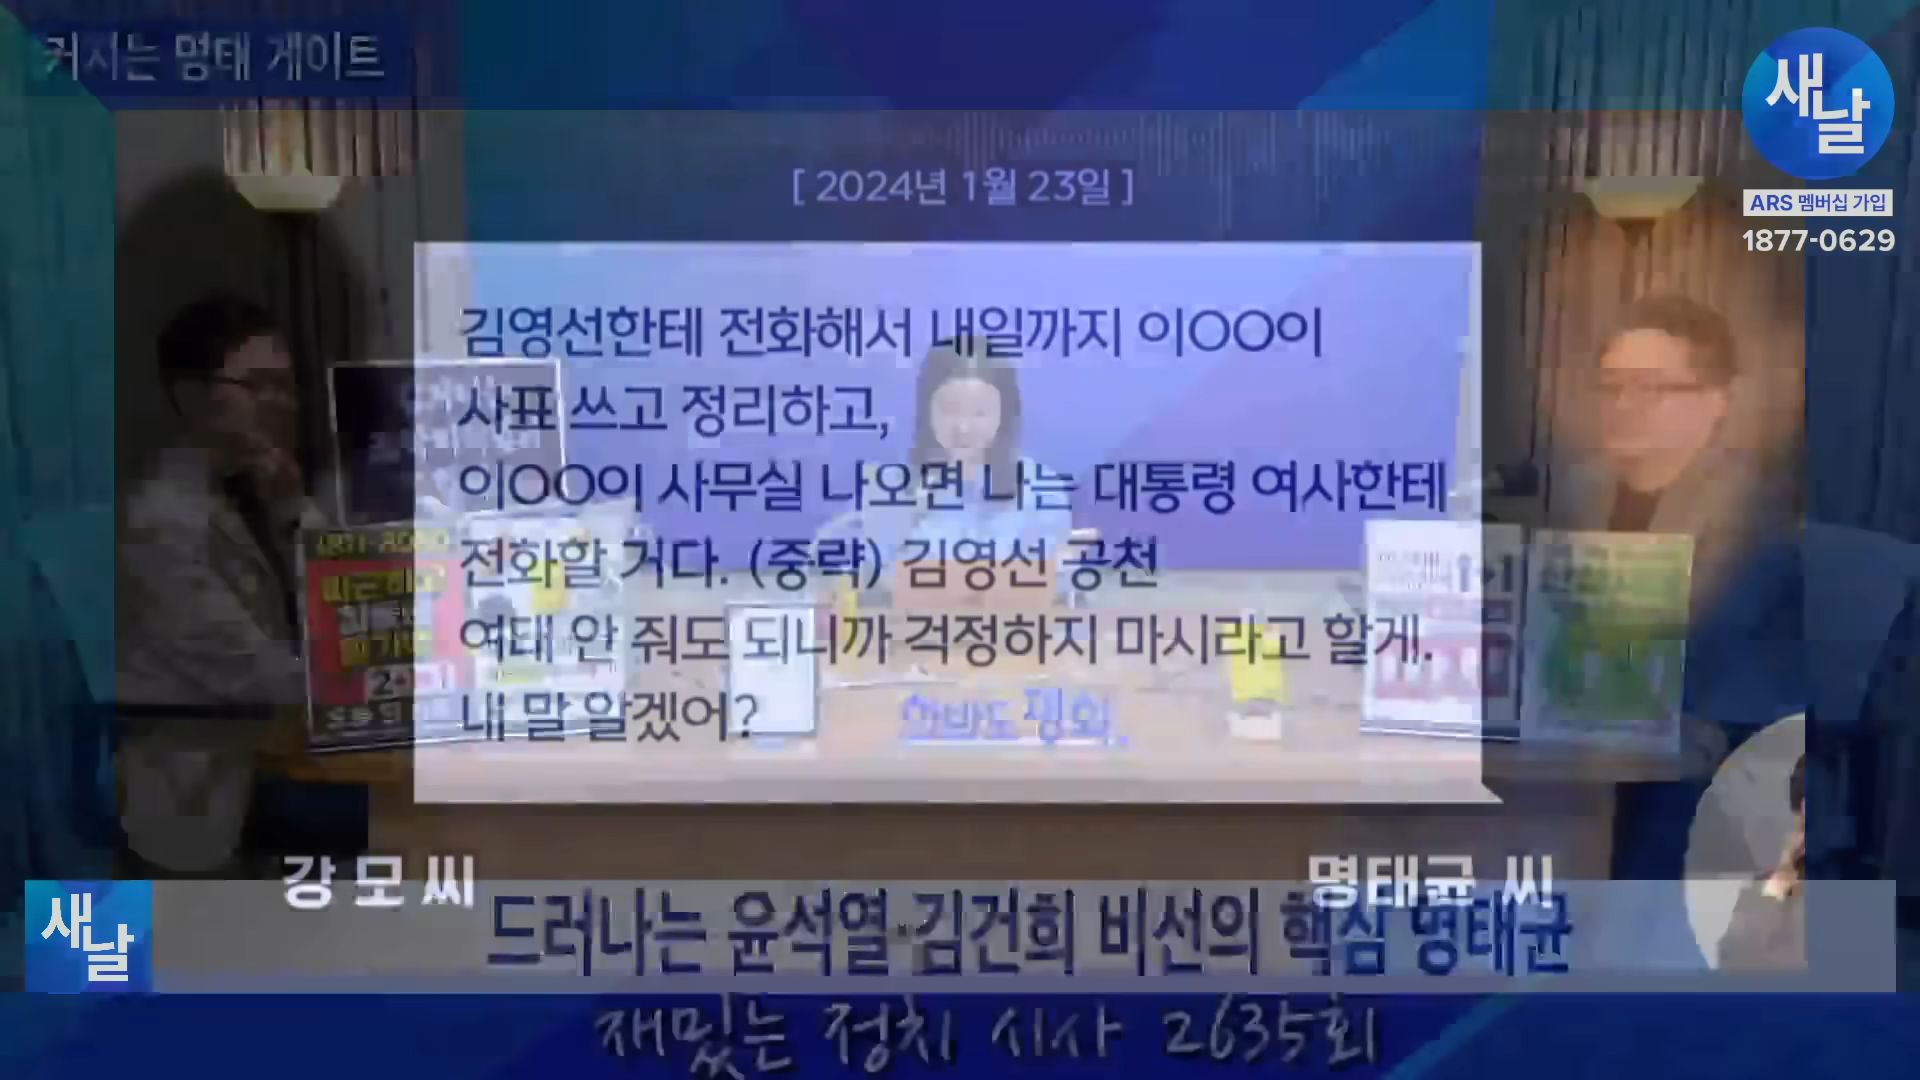 커지는 명태 게이트
새날
ARS 멤버십 가입
1877-0629
[ 2024년 1월 23일 ]
김영선한테 전화해서 내일까지 이○○이
사표 쓰고 정리하고,
이○○이 사무실 나오면 나는 대통령 여사한테
전화할 거다. (중략) 김영선 공천
여태 안 줘도 되니까 걱정하지 마시라고 할게.
내 말 알겠어?
강 모 씨
명태균 씨
새날
드러나는 윤석열·김건희 비선의 핵심 명태균
재밌는 정치 시사 2635회